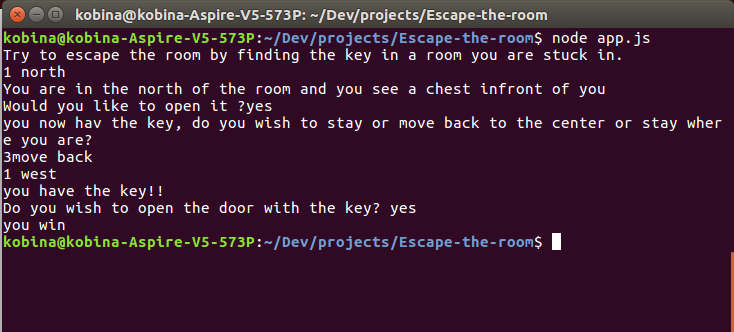 kobina@kobina-Aspire-V5-573P: ~/Dev/projects/Escape-the-room
kobina@kobina-Aspire-V5-573P:~/Dev/projects/Escape-the-room$ node app.js
Try to escape the room by finding the key in a room you are stuck in.
1 north
You are in the north of the room and you see a chest infront of you
Would you like to open it ?yes
you now hav the key, do you wish to stay or move back to the center or stay wher
e you are?
3move back
1 west
you have the key!!
Do you wish to open the door with the key? yes
you win
kobina@kobina-Aspire-V5-573P:~/Dev/projects/Escape-the-room$